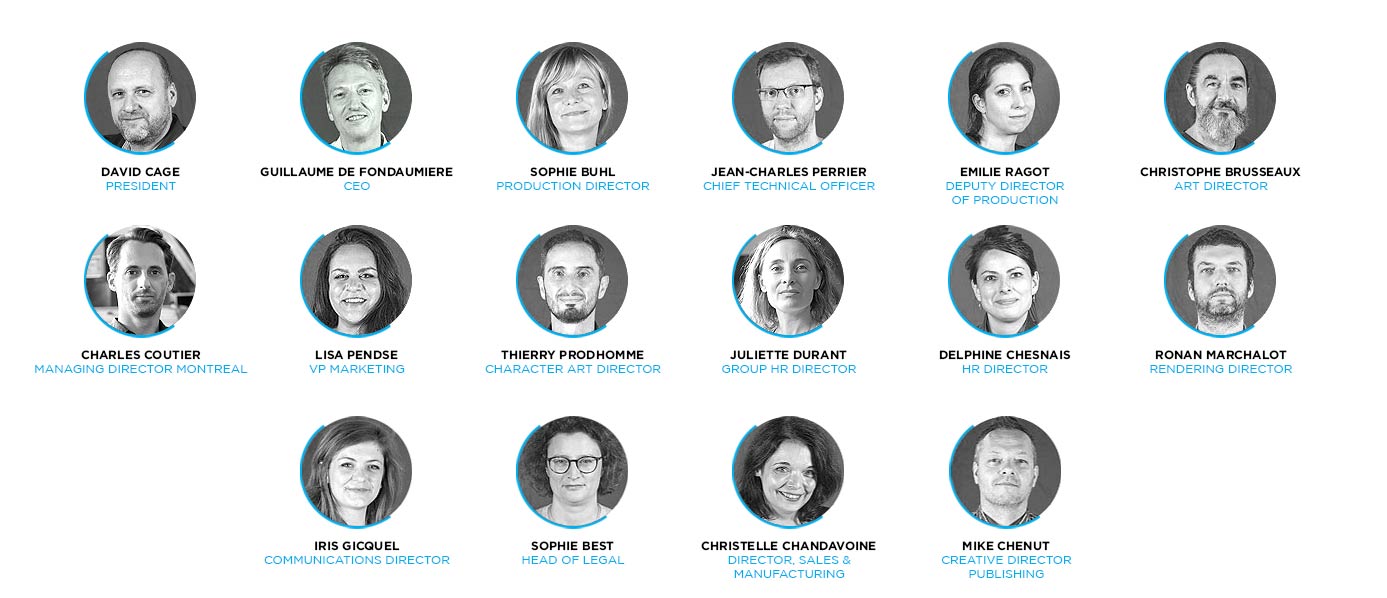 DAVID CAGE
PRESIDENT
GUILLAUME DE FONDAUMIERE
CEO
SOPHIE BUHL
PRODUCTION DIRECTOR
JEAN-CHARLES PERRIER
CHIEF TECHNICAL OFFICER
EMILIE RAGOT
DEPUTY DIRECTOR
OF PRODUCTION
CHRISTOPHE BRUSSEAUX
ART DIRECTOR
CHARLES COUTIER
MANAGING DIRECTOR MONTREAL
LISA PENDSE
VP MARKETING
THIERRY PRODHOMME
CHARACTER ART DIRECTOR
JULIETTE DURANT
GROUP HR DIRECTOR
DELPHINE CHESNAIS
HR DIRECTOR
RONAN MARCHALOT
RENDERING DIRECTOR
IRIS GICQUEL
COMMUNICATIONS DIRECTOR
SOPHIE BEST
HEAD OF LEGAL
CHRISTELLE CHANDAVOINE
DIRECTOR, SALES &
MANUFACTURING
MIKE CHENUT
CREATIVE DIRECTOR
PUBLISHING